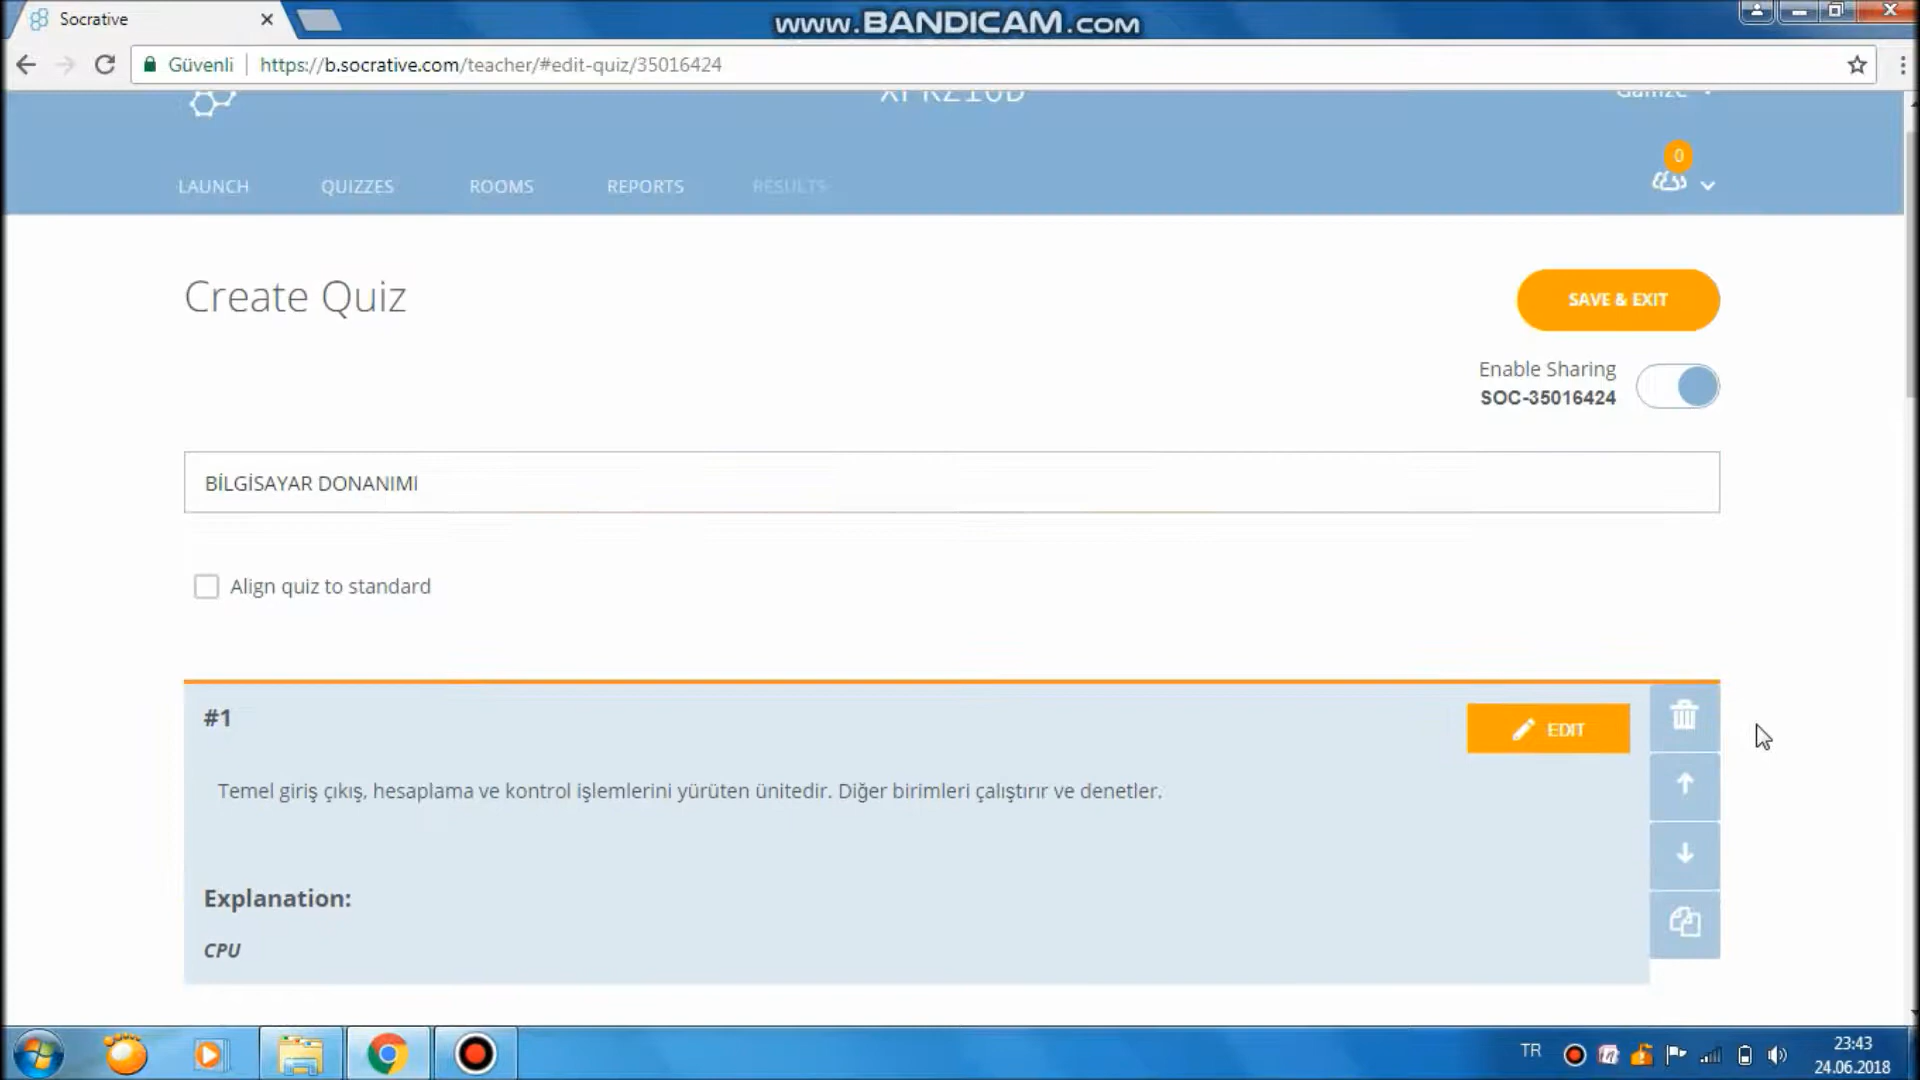 Socrative
www.BANDICAM.com
Güvenli
https://b.socrative.com/teacher/#edit-quiz/35016424
0
LAUNCH QUIZZES ROOMS REPORTS RESULTS
Create Quiz
SAVE & EXIT
Enable Sharing
SOC-35016424
BİLGİSAYAR DONANIMI
Align quiz to standard
#1
EDIT
Temel giriş çıkış, hesaplama ve kontrol işlemlerini yürüten ünitedir. Diğer birimleri çalıştırır ve denetler.
Explanation:
CPU
TR
23:43
24.06.2018